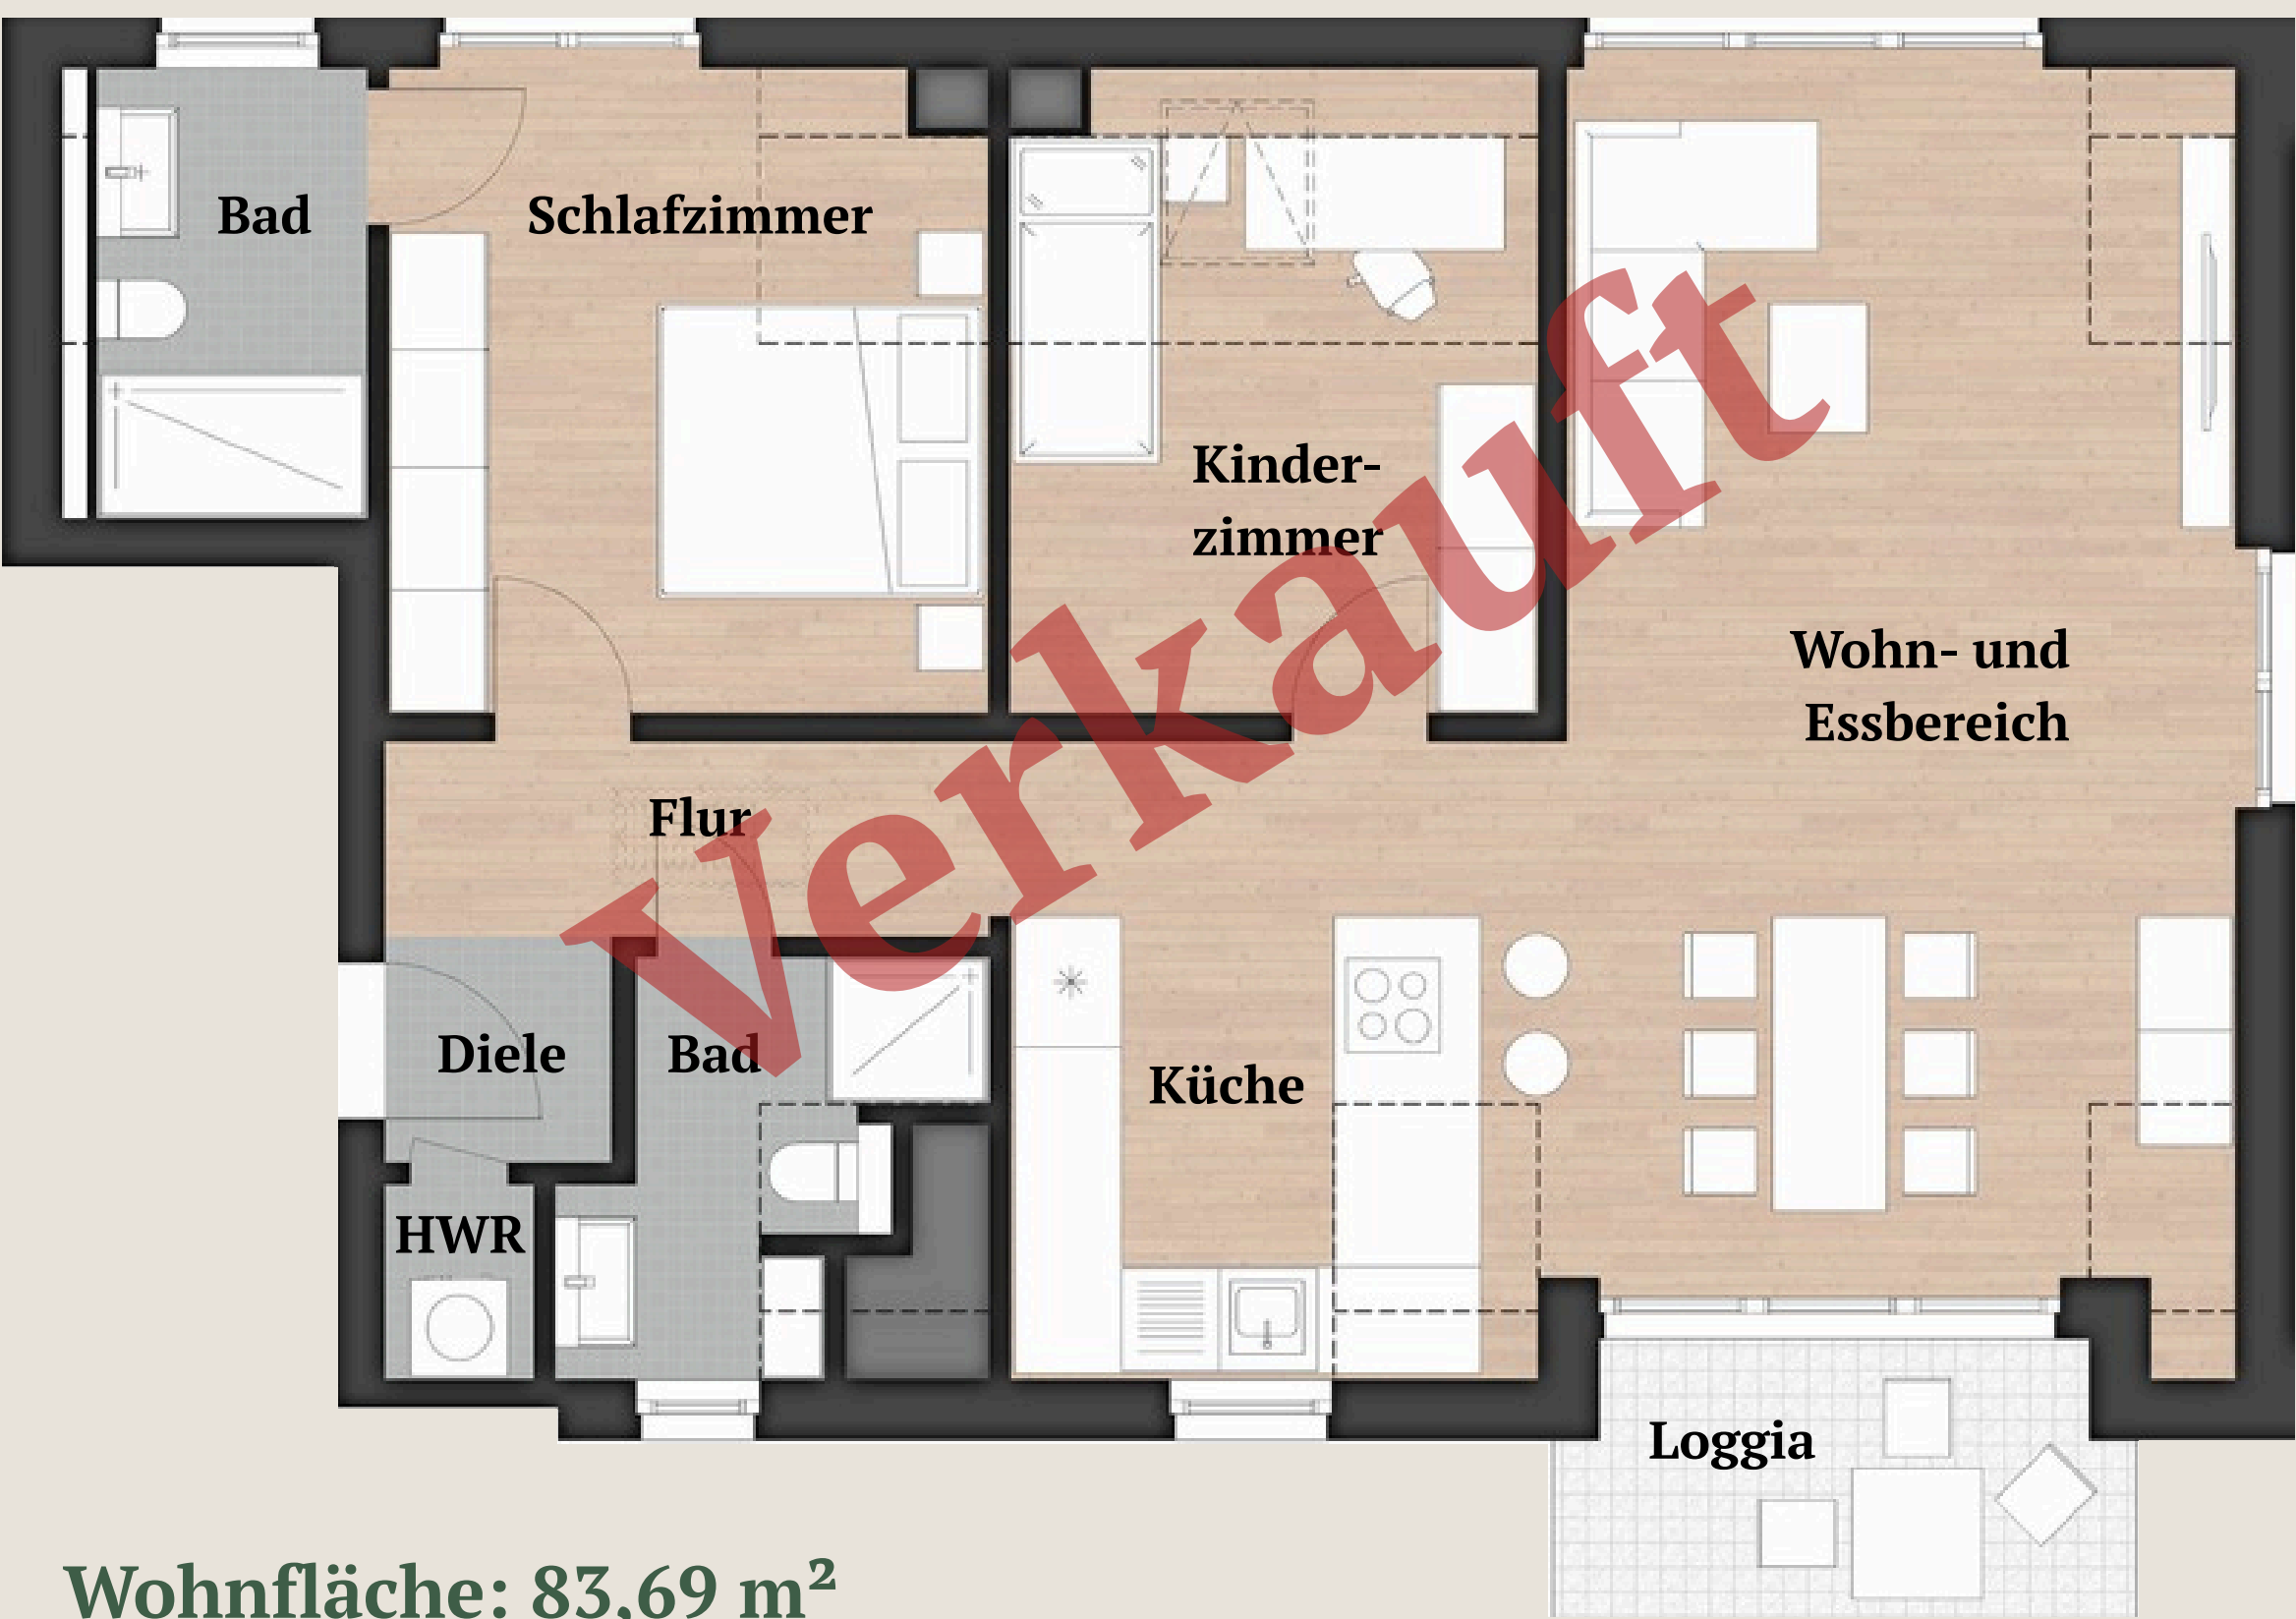 Bad
Schlafzimmer
Kinder-
zimmer
Wohn- und
Essbereich
Verkauft
Flur
Diele
Bad
Küche
HWR
Loggia
Wohnfläche: 83,69 m²